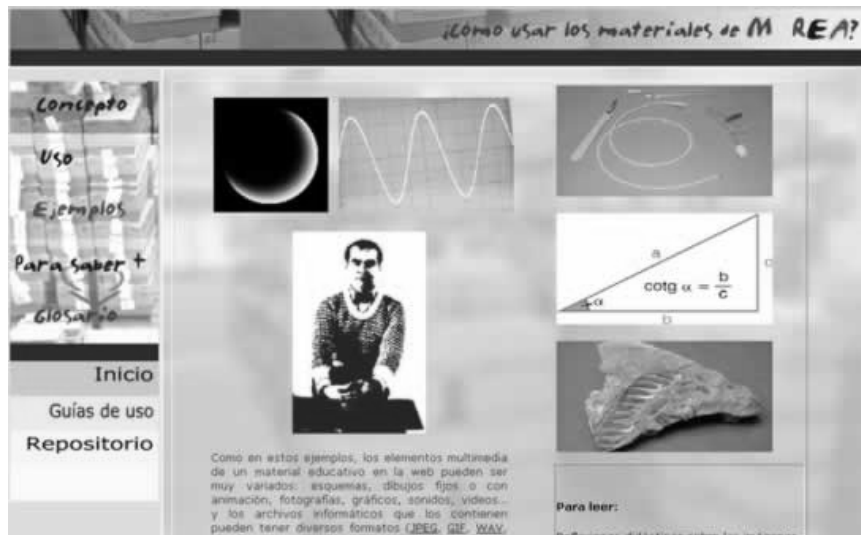 ¿Cómo usar los materiales de M REA?
Concepto
Uso
Ejemplos
Para saber +
Glosario
Inicio
Guías de uso
Repositorio
a
c
cotg α = b/c
α
b
Como en estos ejemplos, los elementos multimedia
de un material educativo en la web pueden ser
muy variados: esquemas, dibujos fijos o con
animación, fotografías, gráficos, sonidos, videos...
y los archivos informáticos que los contienen
pueden tener diversos formatos (JPEG, GIF, WAV,
Para leer: